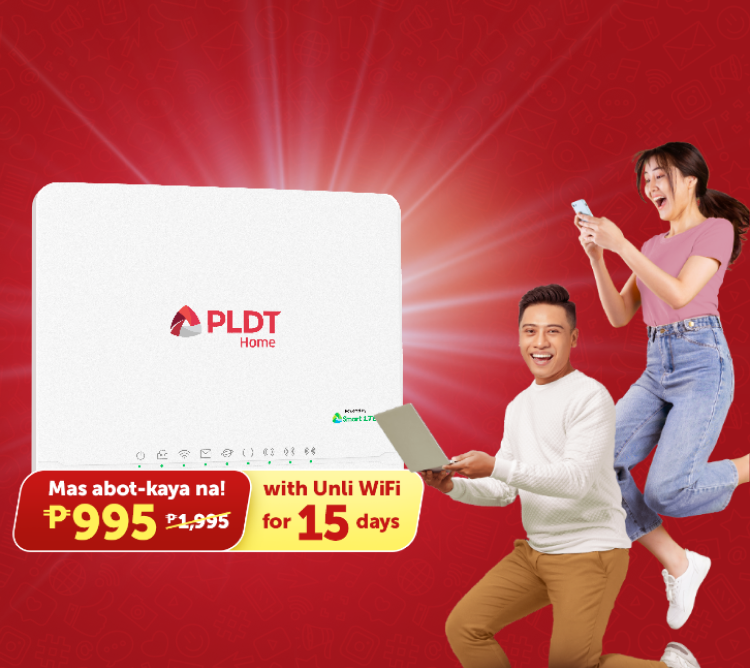 PLDT
Home
Smart LTE
Mas abot-kaya na!
₱995 ₱1,995
with Unli WiFi
for 15 days